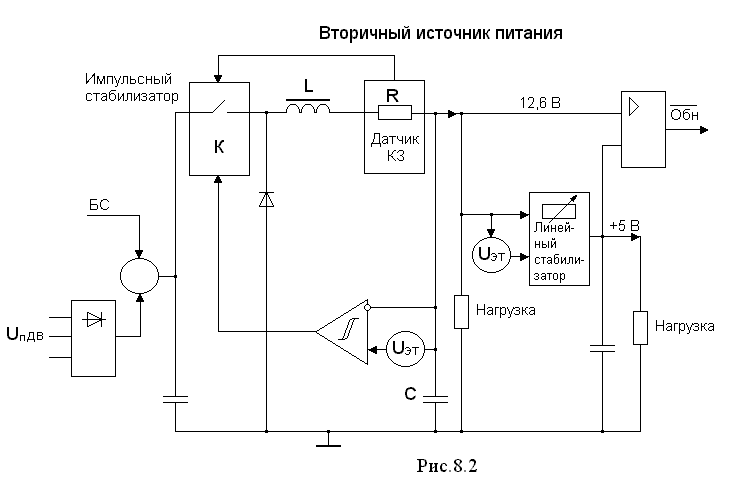 Вторичный источник питания
Импульсный
стабилизатор
L
R
К
Датчик
КЗ
12,6 В
Обн
БС
Линей-
ный
стабили-
затор
+5 В
Uэт
Uпдв
Нагрузка
Нагрузка
Uэт
С
Рис.8.2